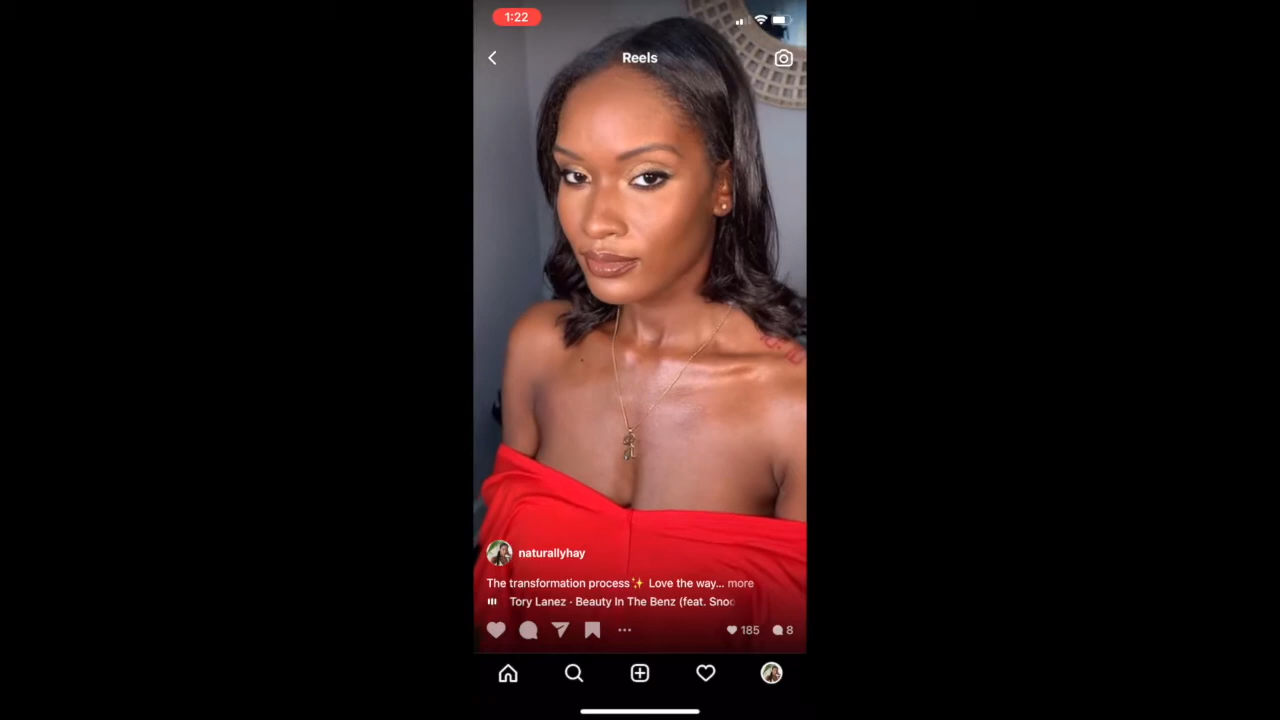 1:22
Reels
naturallyhay
The transformation process✨ Love the way... more
Tory Lanez · Beauty In The Benz (feat. Snoo
185 8